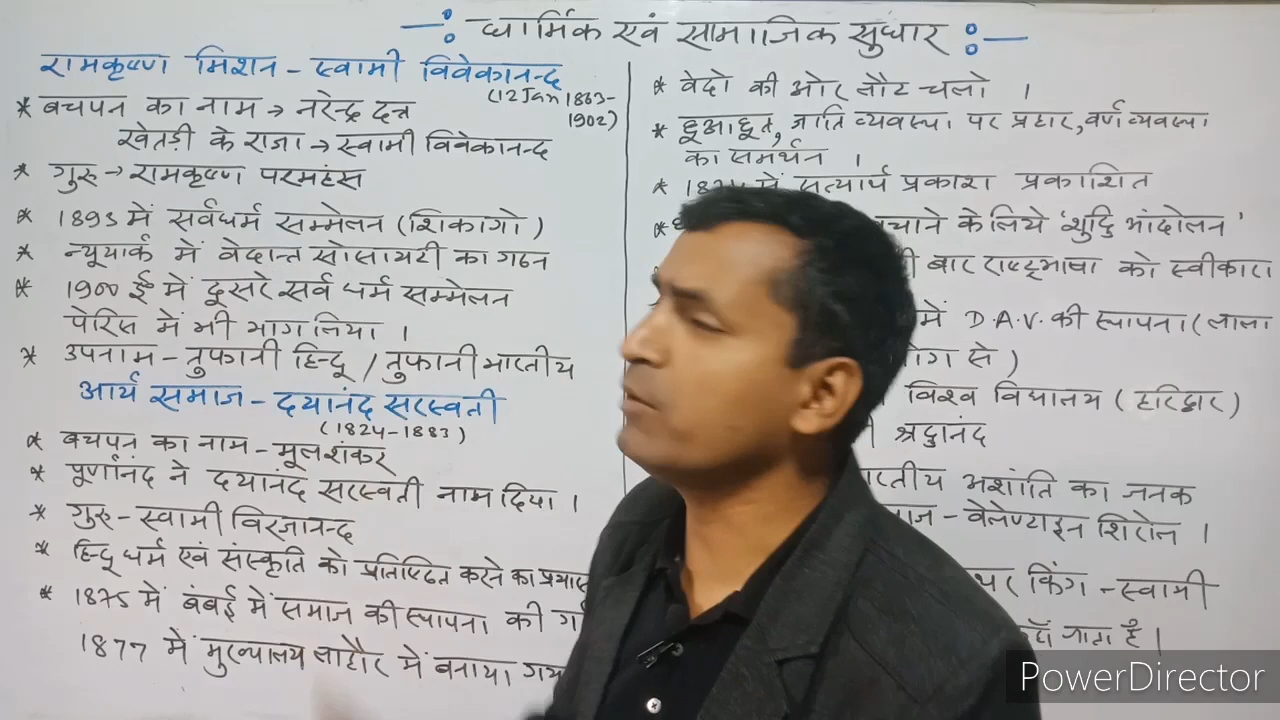 धार्मिक एवं सामाजिक सुधार
रामकृष्ण मिशन - स्वामी विवेकानन्द
(12 Jan 1863-
1902)
* बचपन का नाम → नरेन्द्र दत्त
खेतड़ी के राजा → स्वामी विवेकानन्द
* गुरु → रामकृष्ण परमहंस
* 1893 में सर्वधर्म सम्मेलन (शिकागो)
* न्यूयार्क में वेदान्त सोसायटी का गठन
* 1900 ई में दूसरे सर्व धर्म सम्मेलन
पेरिस में भी भाग लिया ।
* उपनाम - तुफानी हिन्दू / तुफानी भारतीय
आर्य समाज - दयानंद सरस्वती
(1824-1883)
* बचपन का नाम - मूलशंकर
* पूर्णानंद ने दयानंद सरस्वती नाम दिया ।
* गुरु - स्वामी विरजानन्द
* हिन्दू धर्म एवं संस्कृति को प्रतिष्ठित करने का प्रयास
* 1875 में बंबई में समाज की स्थापना की
1877 में मुख्यालय लाहौर में बनाया गया
* वेदो की ओर लौट चलो ।
* छूआछूत, जाति व्यवस्था पर प्रहार, वर्ण व्यवस्था
का समर्थन ।
* में सत्यार्थ प्रकाश प्रकाशित
* बचाने के लिये 'शुद्धि आंदोलन'
बार राष्ट्रभाषा को स्वीकारा
में D.A.V. की स्थापना (लाला
से)
विश्व विद्यालय (हरिद्वार)
श्रद्धानंद
भारतीय अशांति का जनक
समाज - वेलेण्टाइन शिरोल ।
किंग - स्वामी
जाता है ।
PowerDirector